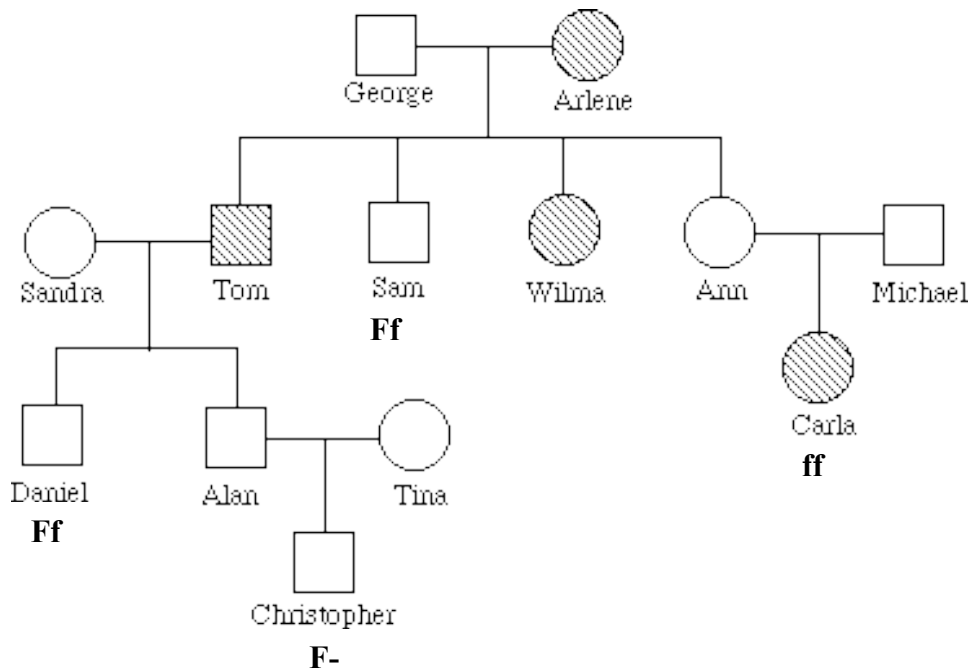 George
Arlene
Sandra
Tom
Sam
Wilma
Ann
Michael
Ff
Carla
ff
Daniel
Alan
Tina
Ff
Christopher
F-